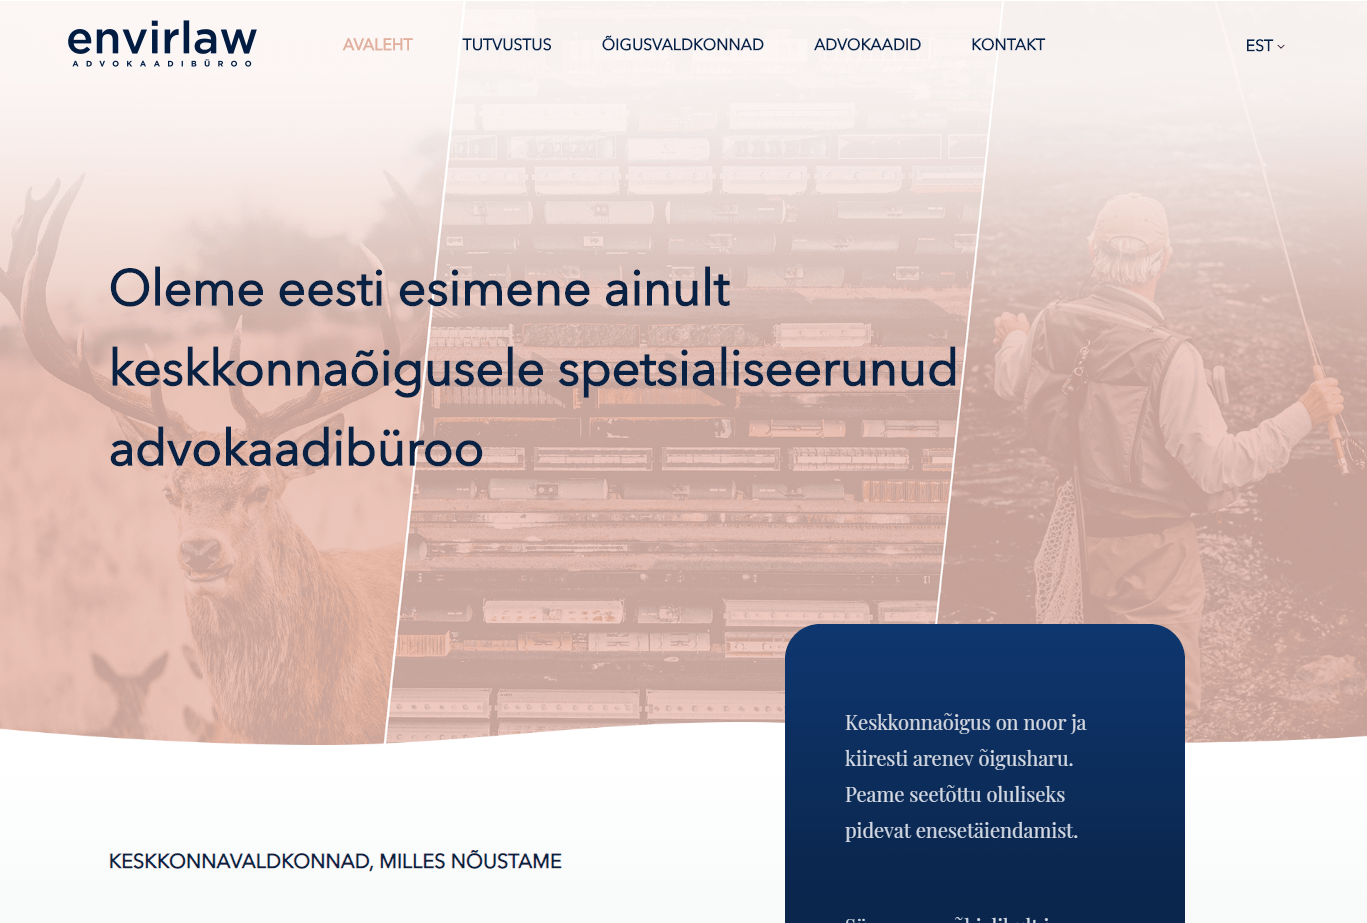 envirlaw
ADVOKAADIBÜROO
AVALEHT
TUTVUSTUS
ÕIGUSVALDKONNAD
ADVOKAADID
KONTAKT
EST
Oleme eesti esimene ainult
keskkonnaõigusele spetsialiseerunud
advokaadibüroo
Keskkonnaõigus on noor ja
kiiresti arenev õigusharu.
Peame seetõttu oluliseks
pidevat enesetäiendamist.
KESKKONNAVALDKONNAD, MILLES NÕUSTAME